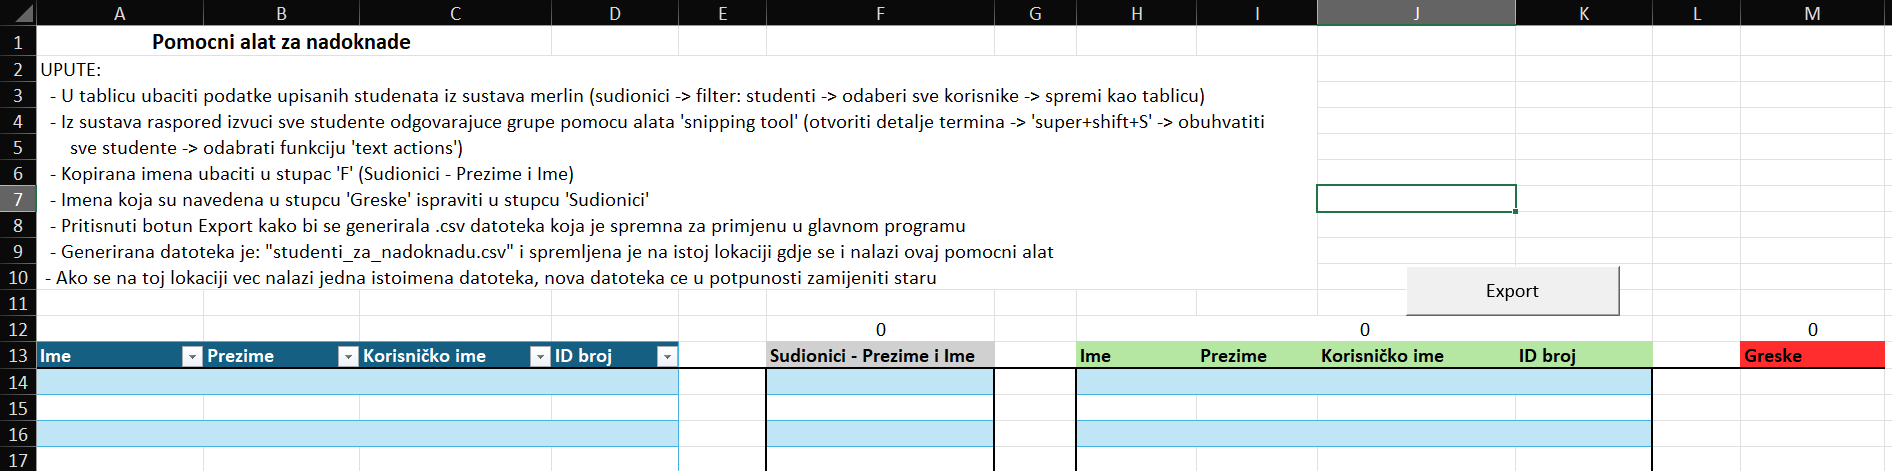 A B C D E F G H I J K L M
1 Pomocni alat za nadoknade
2 UPUTE:
3 - U tablicu ubaciti podatke upisanih studenata iz sustava merlin (sudionici -> filter: studenti -> odaberi sve korisnike -> spremi kao tablicu)
4 - Iz sustava raspored izvuci sve studente odgovarajuce grupe pomocu alata 'snipping tool' (otvoriti detalje termina -> 'super+shift+S' -> obuhvatiti
5 sve studente -> odabrati funkciju 'text actions')
6 - Kopirana imena ubaciti u stupac 'F' (Sudionici - Prezime i Ime)
7 - Imena koja su navedena u stupcu 'Greske' ispraviti u stupcu 'Sudionici'
8 - Pritisnuti botun Export kako bi se generirala .csv datoteka koja je spremna za primjenu u glavnom programu
9 - Generirana datoteka je: "studenti_za_nadoknadu.csv" i spremljena je na istoj lokaciji gdje se i nalazi ovaj pomocni alat
10 - Ako se na toj lokaciji vec nalazi jedna istoimena datoteka, nova datoteka ce u potpunosti zamijeniti staru
Export
11
12 0 0 0
13 Ime Prezime Korisničko ime ID broj Sudionici - Prezime i Ime Ime Prezime Korisničko ime ID broj Greske
14
15
16
17